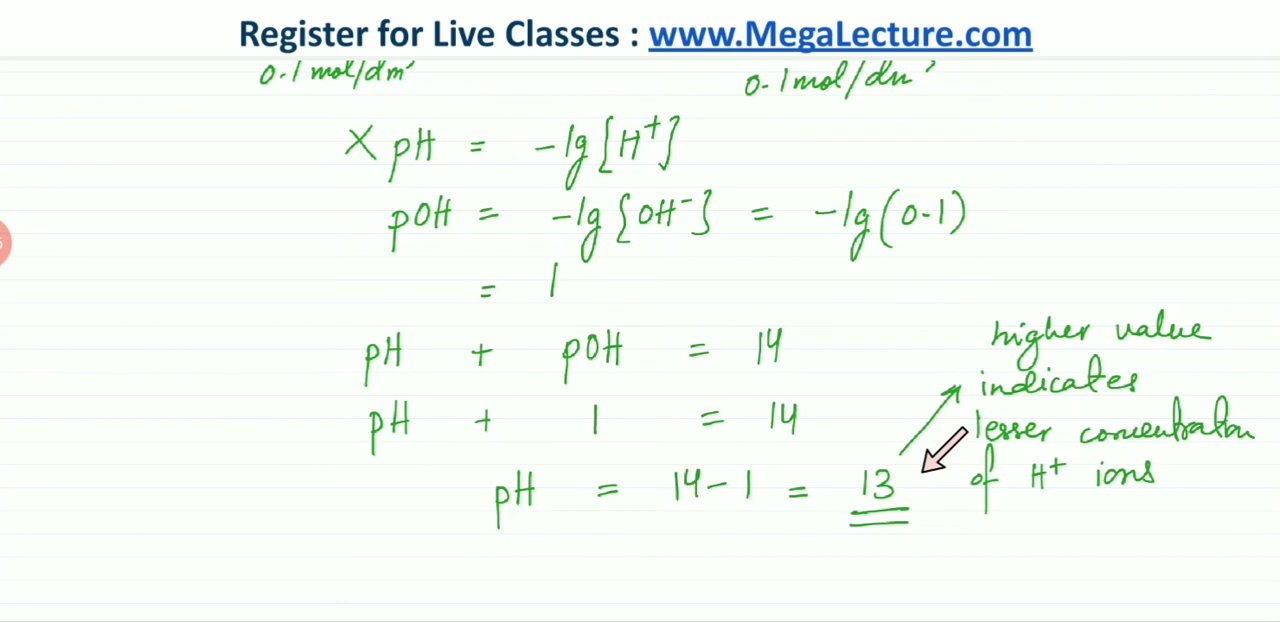 Register for Live Classes : www.MegaLecture.com
0.1 mol/dm³ 0.1mol/dm³
X pH = -lg[H⁺]
pOH = -lg[OH⁻] = -lg(0.1)
= 1
pH + pOH = 14
pH + 1 = 14
pH = 14-1 = 13
higher value
indicates
lesser concentration
of H⁺ ions